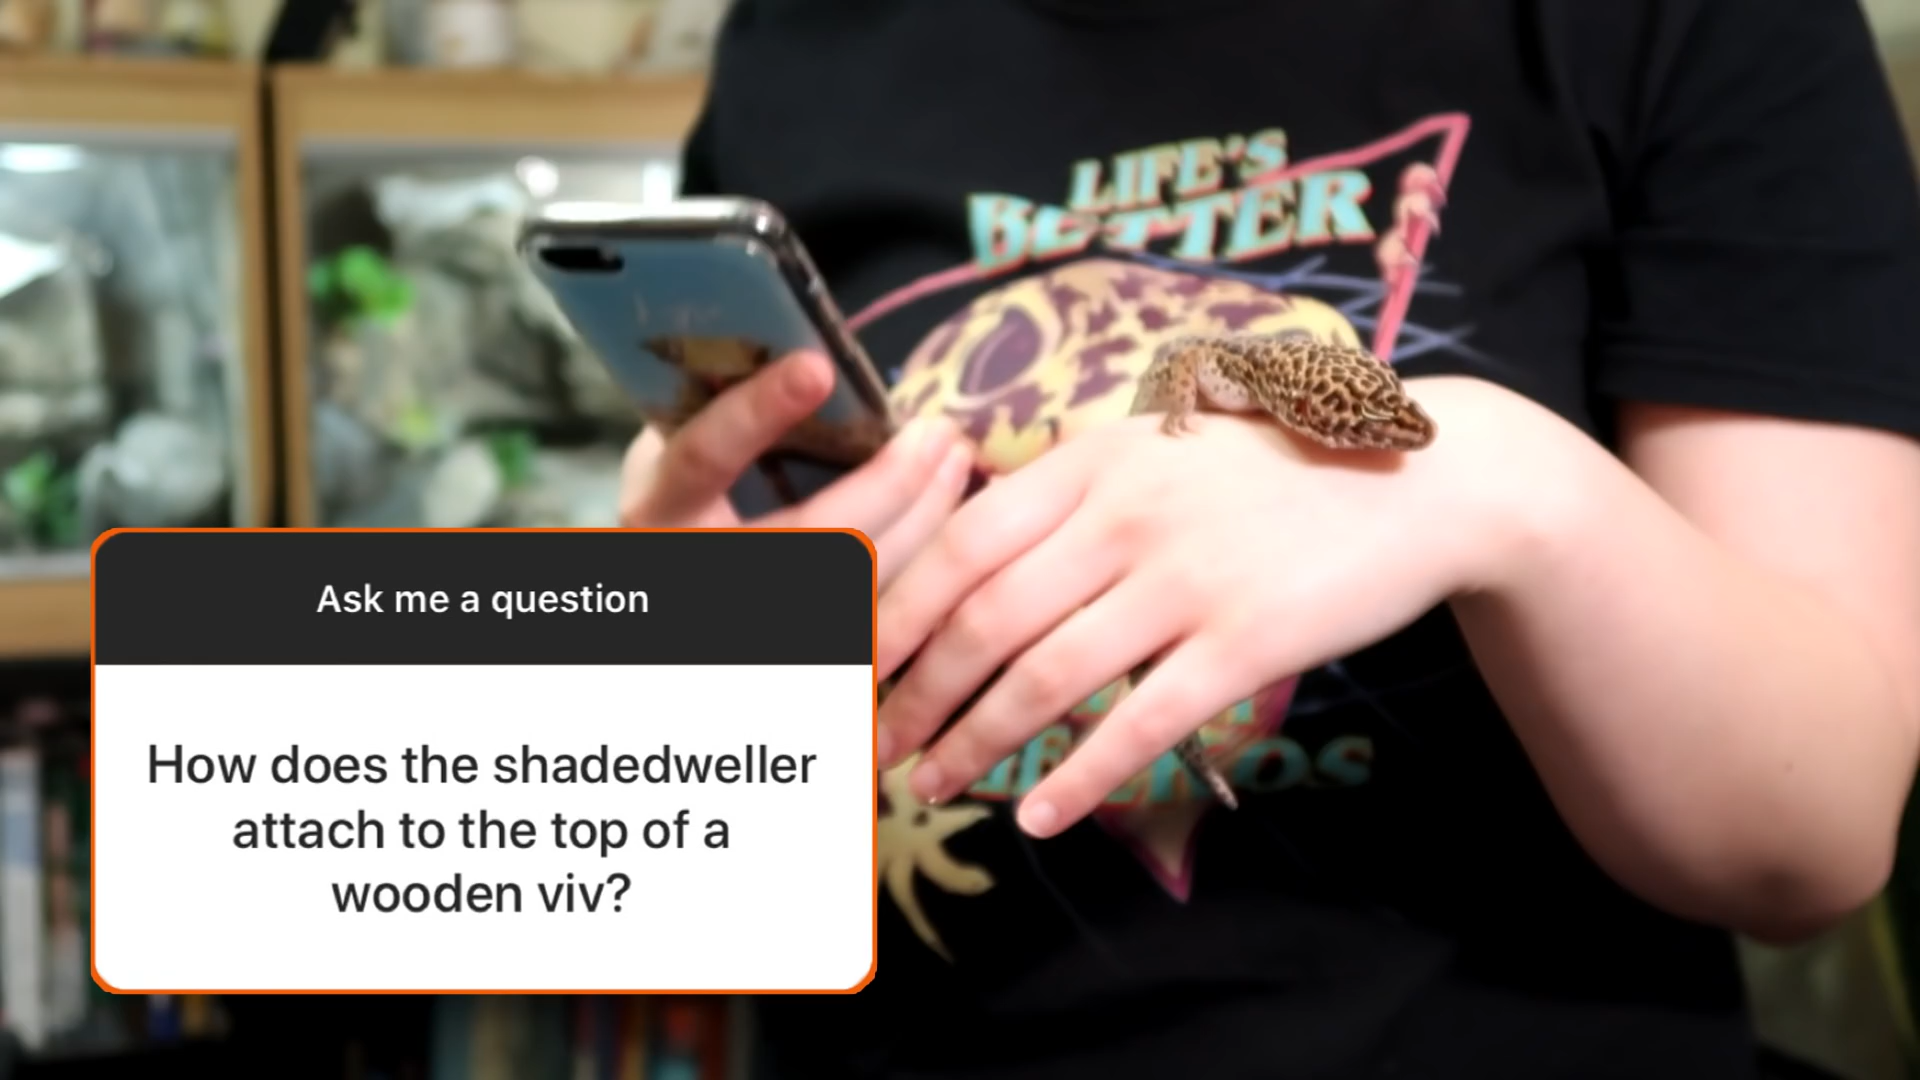 LIFE'S
BETTER
Ask me a question
How does the shadedweller
attach to the top of a
wooden viv?